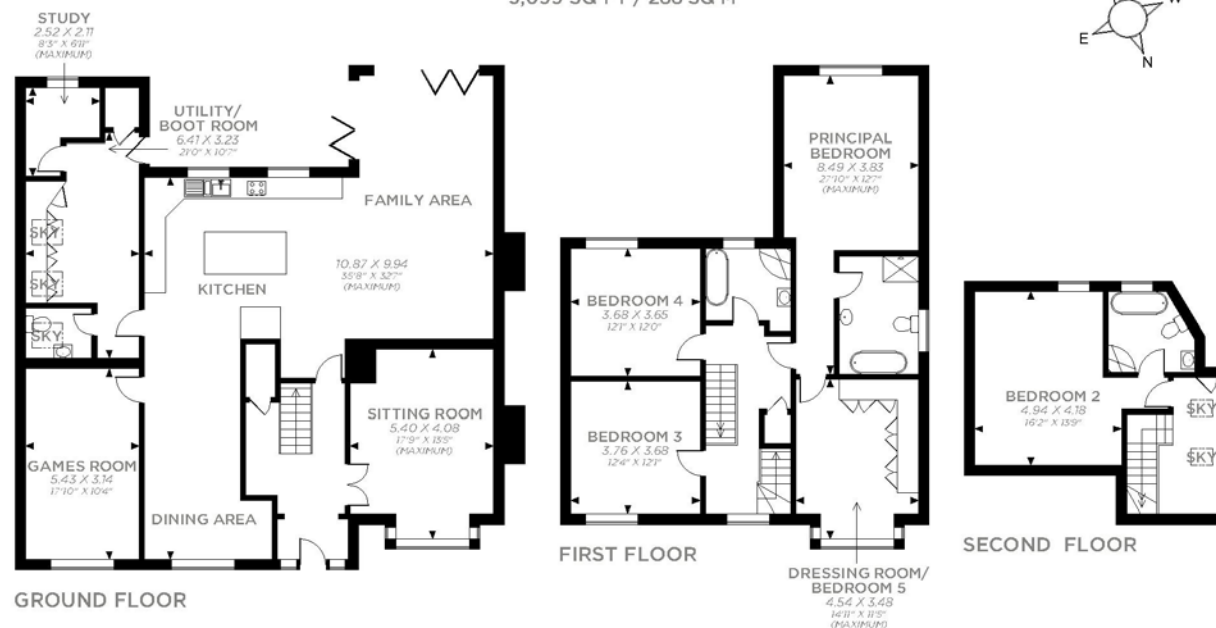 STUDY
2.52 X 2.11
8'3" X 6'11"
(MAXIMUM)
UTILITY/
BOOT ROOM
6.41 X 3.23
21'0" X 10'7"
FAMILY AREA
KITCHEN
10.87 X 9.94
35'8" X 32'7"
(MAXIMUM)
SKY
SKY
SKY
GAMES ROOM
5.43 X 3.14
17'10" X 10'4"
DINING AREA
SITTING ROOM
5.40 X 4.08
17'9" X 13'5"
(MAXIMUM)
GROUND FLOOR
PRINCIPAL
BEDROOM
8.49 X 3.83
27'10" X 12'7"
(MAXIMUM)
BEDROOM 4
3.68 X 3.65
12'1" X 12'0"
BEDROOM 3
3.76 X 3.68
12'4" X 12'1"
FIRST FLOOR
DRESSING ROOM/
BEDROOM 5
4.54 X 3.48
14'11" X 11'5"
(MAXIMUM)
E
N
BEDROOM 2
4.94 X 4.18
16'2" X 13'9"
SKY
SKY
SECOND FLOOR